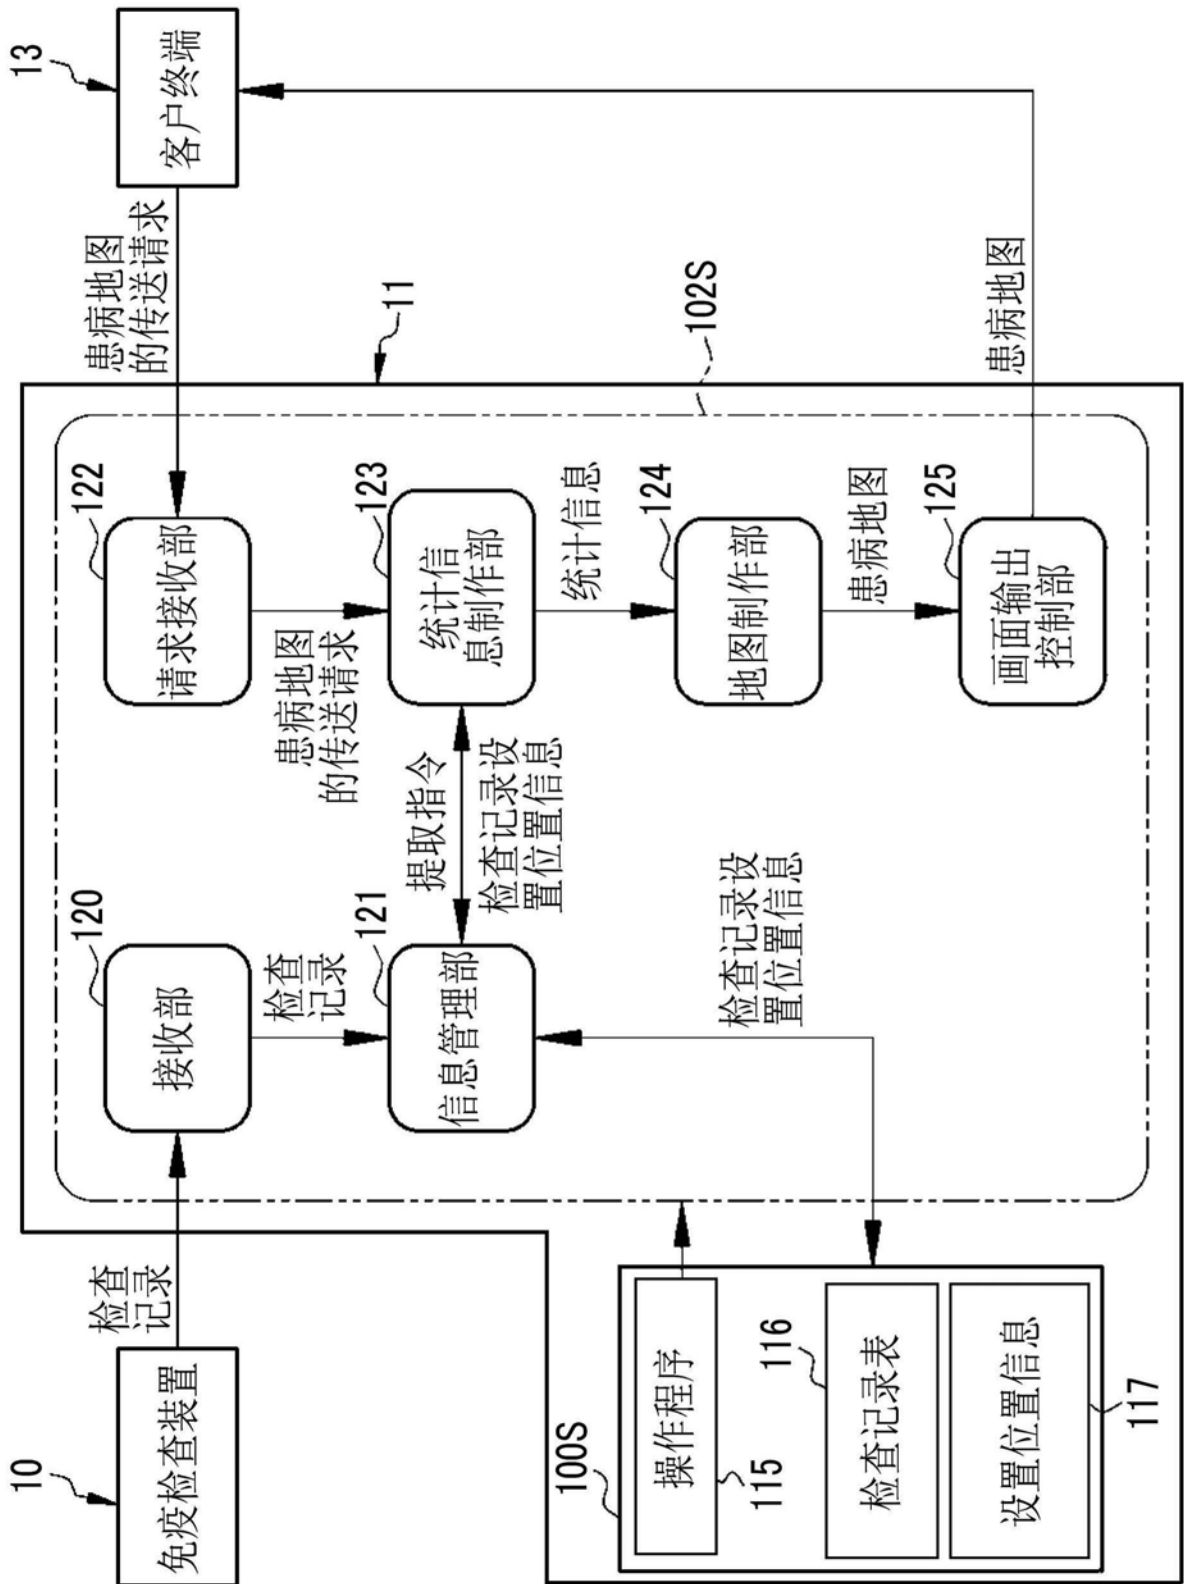 10
免疫检查装置
检查
记录
13
客户终端
患病地图
的传送请求
11
102S
120
接收部
检查
记录
121
信息管理部
122
请求接收部
患病地图
的传送请求
123
统计信
息制作部
提取指令
检查记录设
置位置信息
统计信息
124
地图制作部
患病地图
125
画面输出
控制部
患病地图
检查记录设
置位置信息
100S
操作程序
115
116
检查记录表
设置位置信息
117